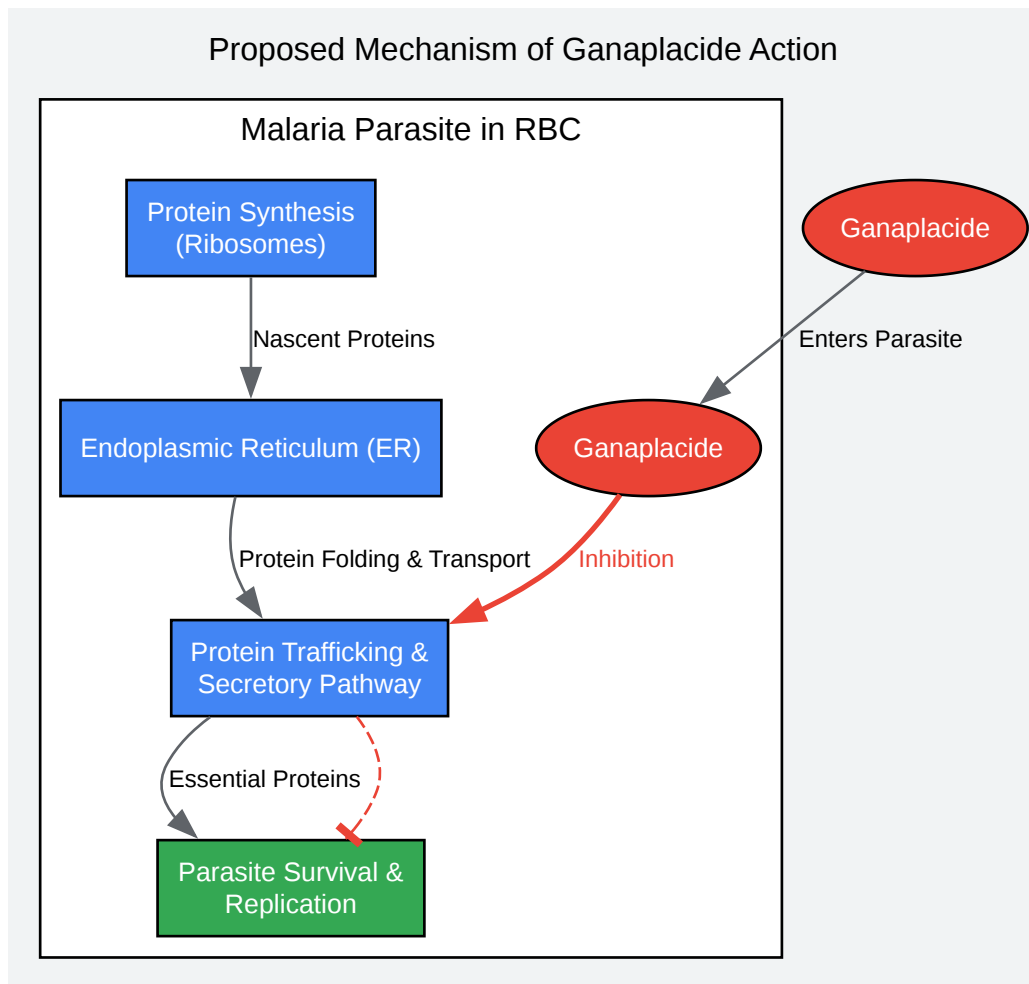 Proposed Mechanism of Ganaplacide Action
Malaria Parasite in RBC
Protein Synthesis
(Ribosomes)
Ganaplacide
Nascent Proteins
Enters Parasite
Endoplasmic Reticulum (ER)
Ganaplacide
Protein Folding & Transport
Inhibition
Protein Trafficking &
Secretory Pathway
Essential Proteins
Parasite Survival &
Replication